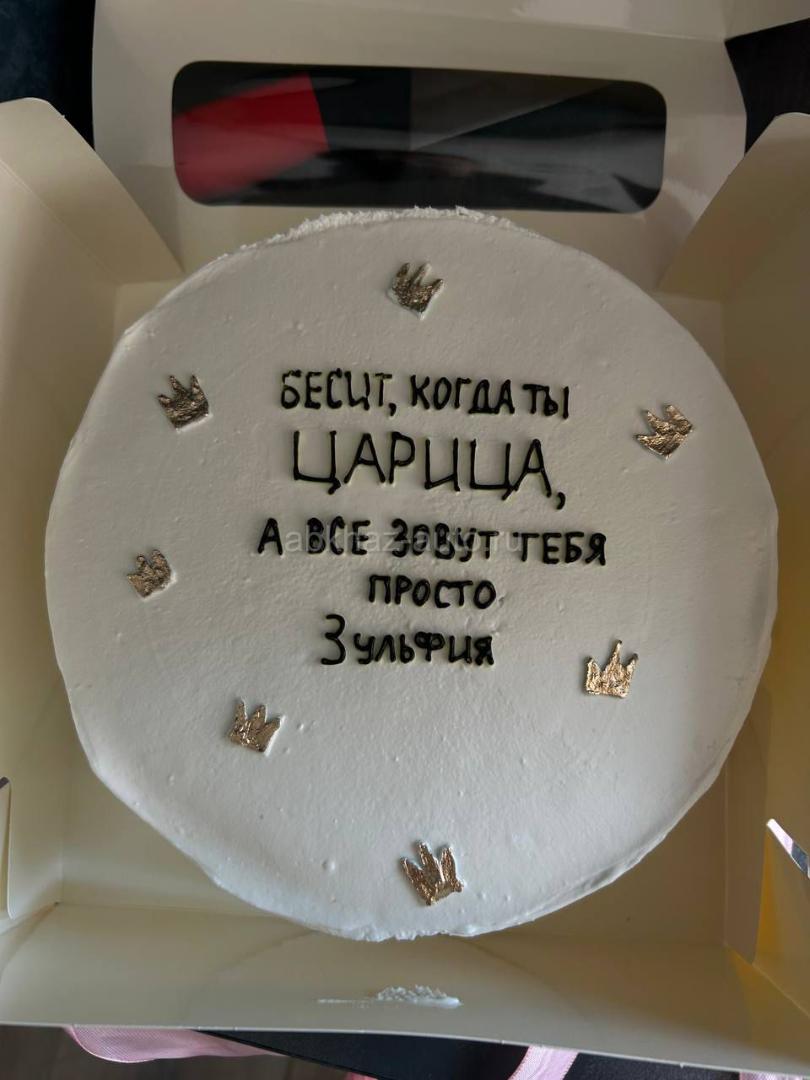 БЕСИТ, КОГДА ТЫ
ЦАРИЦА,
А ВСЕ ЗОВУТ ТЕБЯ
ПРОСТО
Зульфия